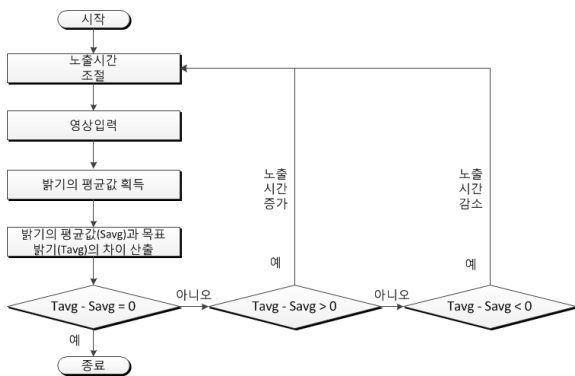 시작
노출시간
조절
영상입력
밝기의 평균값 획득
밝기의 평균값(Savg)과 목표
밝기(Tavg)의 차이 산출
Tavg - Savg = 0
아니오
Tavg - Savg > 0
아니오
Tavg - Savg < 0
노출
시간
증가
예
노출
시간
감소
예
예
종료